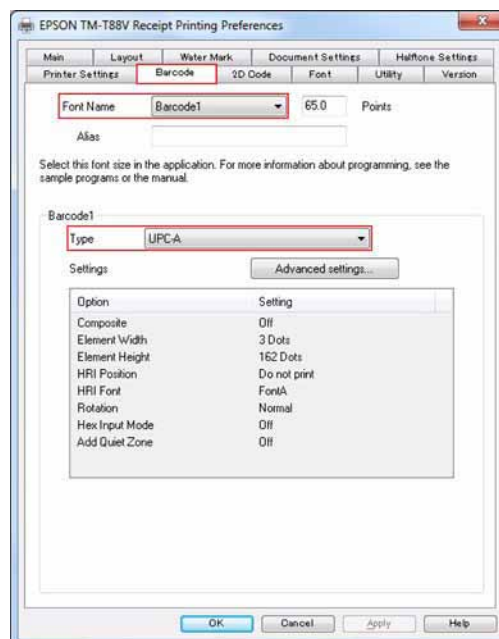 EPSON TM-T88V Receipt Printing Preferences
Main Layout Water Mark Document Settings Halftone Settings
Printer Settings Barcode 2D Code Font Utility Version
Font Name Barcode1 65.0 Points
Alias
Select this font size in the application. For more information about programming, see the
sample programs or the manual.
Barcode1
Type UPC-A
Settings Advanced settings...
Option Setting
Composite Off
Element Width 3 Dots
Element Height 162 Dots
HRI Position Do not print
HRI Font FontA
Rotation Normal
Hex Input Mode Off
Add Quiet Zone Off
OK Cancel Apply Help